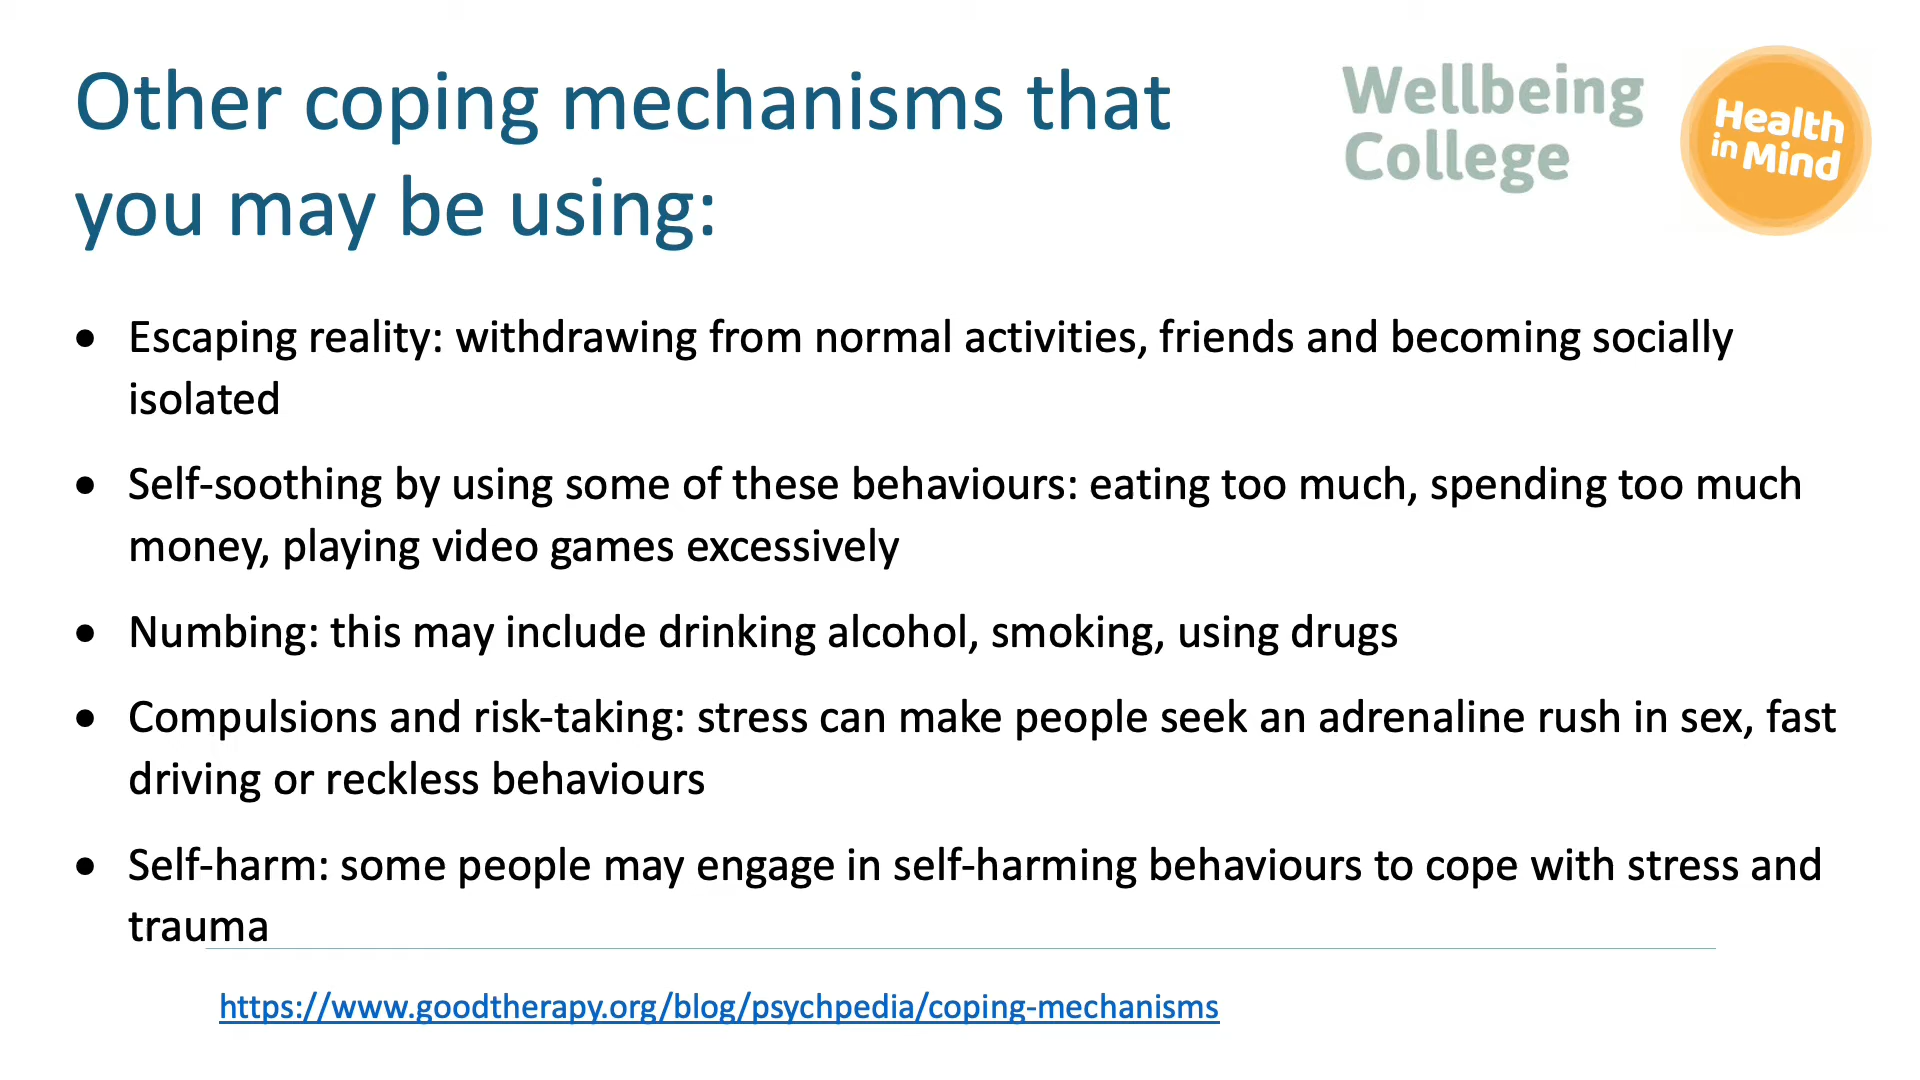 Other coping mechanisms that
you may be using:
Wellbeing
College
Health
in Mind
• Escaping reality: withdrawing from normal activities, friends and becoming socially
isolated
• Self-soothing by using some of these behaviours: eating too much, spending too much
money, playing video games excessively
• Numbing: this may include drinking alcohol, smoking, using drugs
• Compulsions and risk-taking: stress can make people seek an adrenaline rush in sex, fast
driving or reckless behaviours
• Self-harm: some people may engage in self-harming behaviours to cope with stress and
trauma
https://www.goodtherapy.org/blog/psychpedia/coping-mechanisms